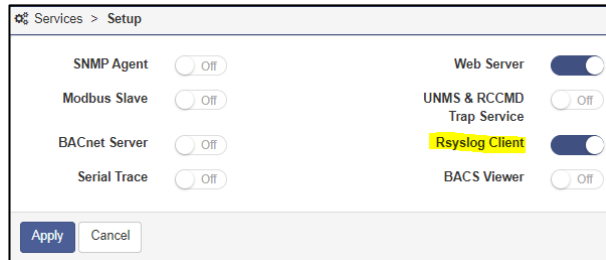 Services > Setup
SNMP Agent Off Web Server
Modbus Slave Off UNMS & RCCMD Trap Service Off
BACnet Server Off Rsyslog Client
Serial Trace Off BACS Viewer Off
Apply Cancel